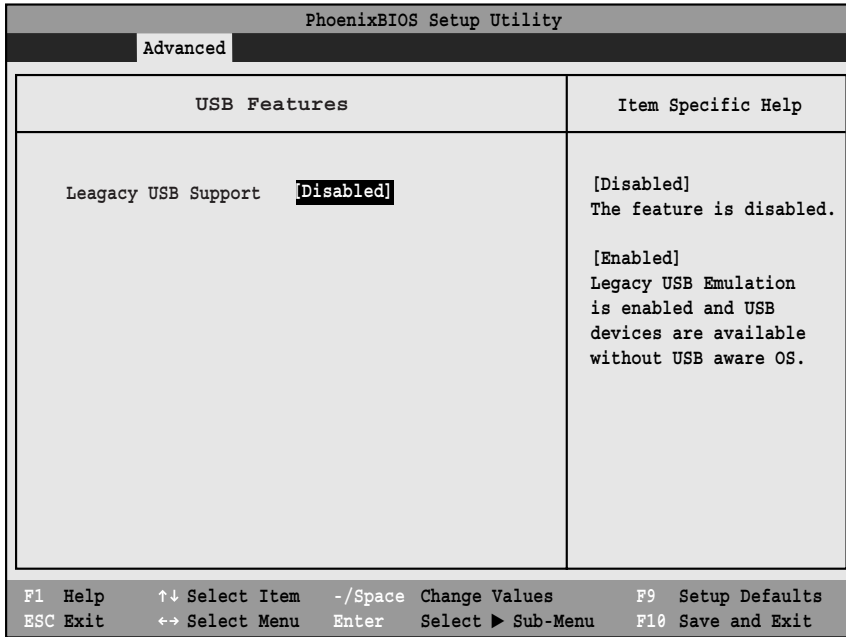 PhoenixBIOS Setup Utility
Advanced
USB Features
Leagacy USB Support [Disabled]
Item Specific Help
[Disabled]
The feature is disabled.
[Enabled]
Legacy USB Emulation
is enabled and USB
devices are available
without USB aware OS.
F1 Help ↑↓ Select Item -/Space Change Values F9 Setup Defaults
ESC Exit ←→ Select Menu Enter Select ▶ Sub-Menu F10 Save and Exit